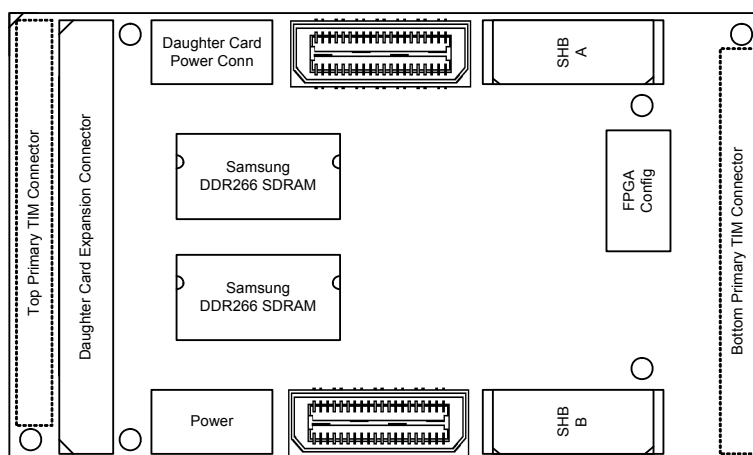 Top Primary TIM Connector
Daughter Card Expansion Connector
Daughter Card
Power Conn
SHB
A
Samsung
DDR266 SDRAM
FPGA
Config
Samsung
DDR266 SDRAM
Power
SHB
B
Bottom Primary TIM Connector